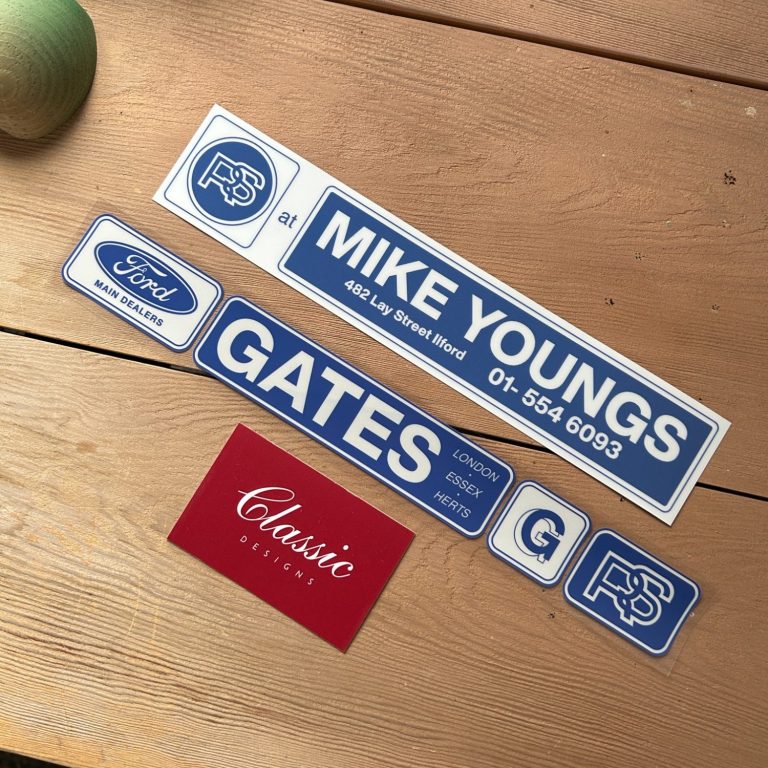 RS
at
MIKE YOUNGS
482 Lay Street Ilford
01- 554 6093
Ford
MAIN DEALERS
GATES
LONDON
·
ESSEX
·
HERTS
G
RS
Classic
DESIGNS